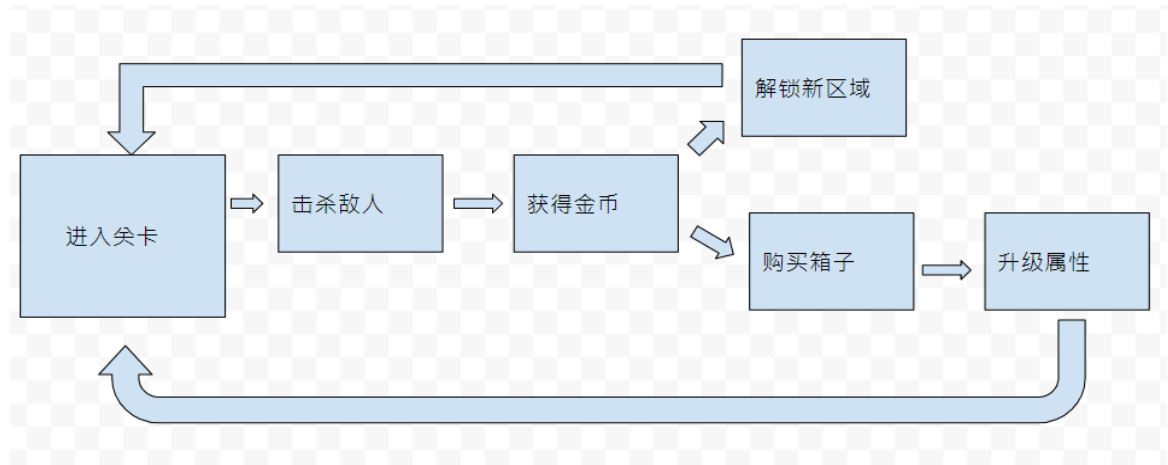 解锁新区域
进入关卡
击杀敌人
获得金币
购买箱子
升级属性